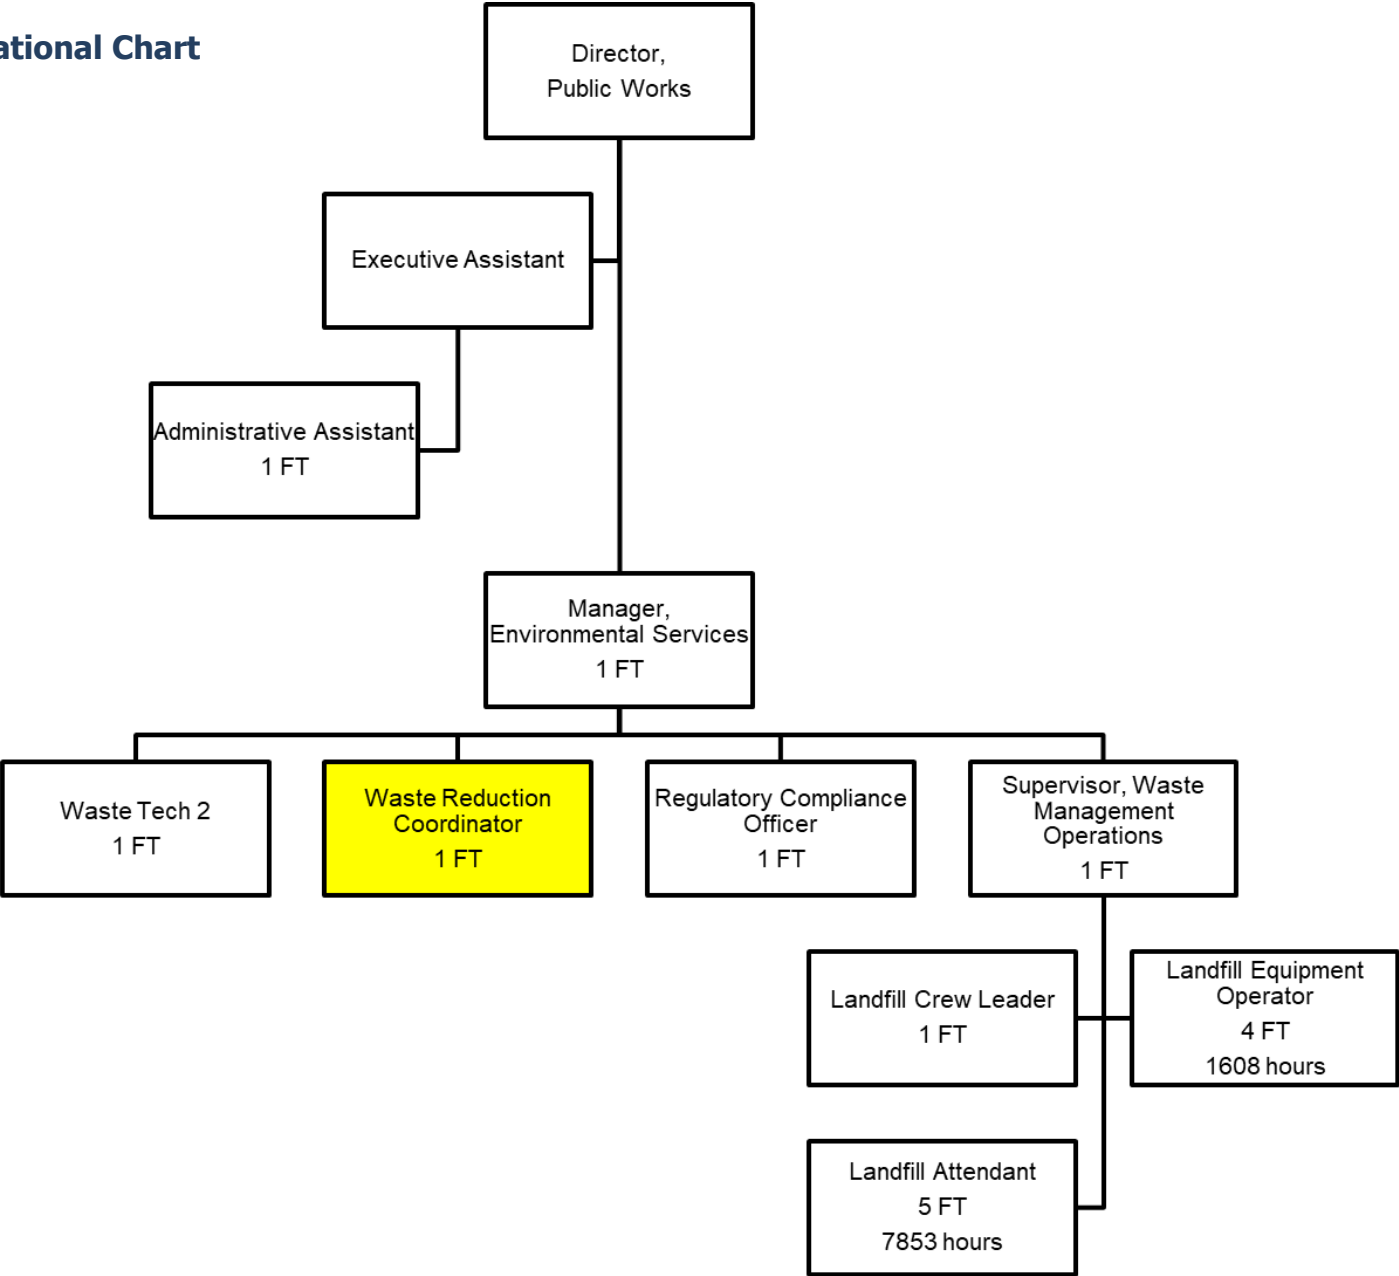 ational Chart
Director,
Public Works
Executive Assistant
Administrative Assistant
1 FT
Manager,
Environmental Services
1 FT
Waste Tech 2
1 FT
Waste Reduction
Coordinator
1 FT
Regulatory Compliance
Officer
1 FT
Supervisor, Waste
Management
Operations
1 FT
Landfill Crew Leader
1 FT
Landfill Equipment
Operator
4 FT
1608 hours
Landfill Attendant
5 FT
7853 hours